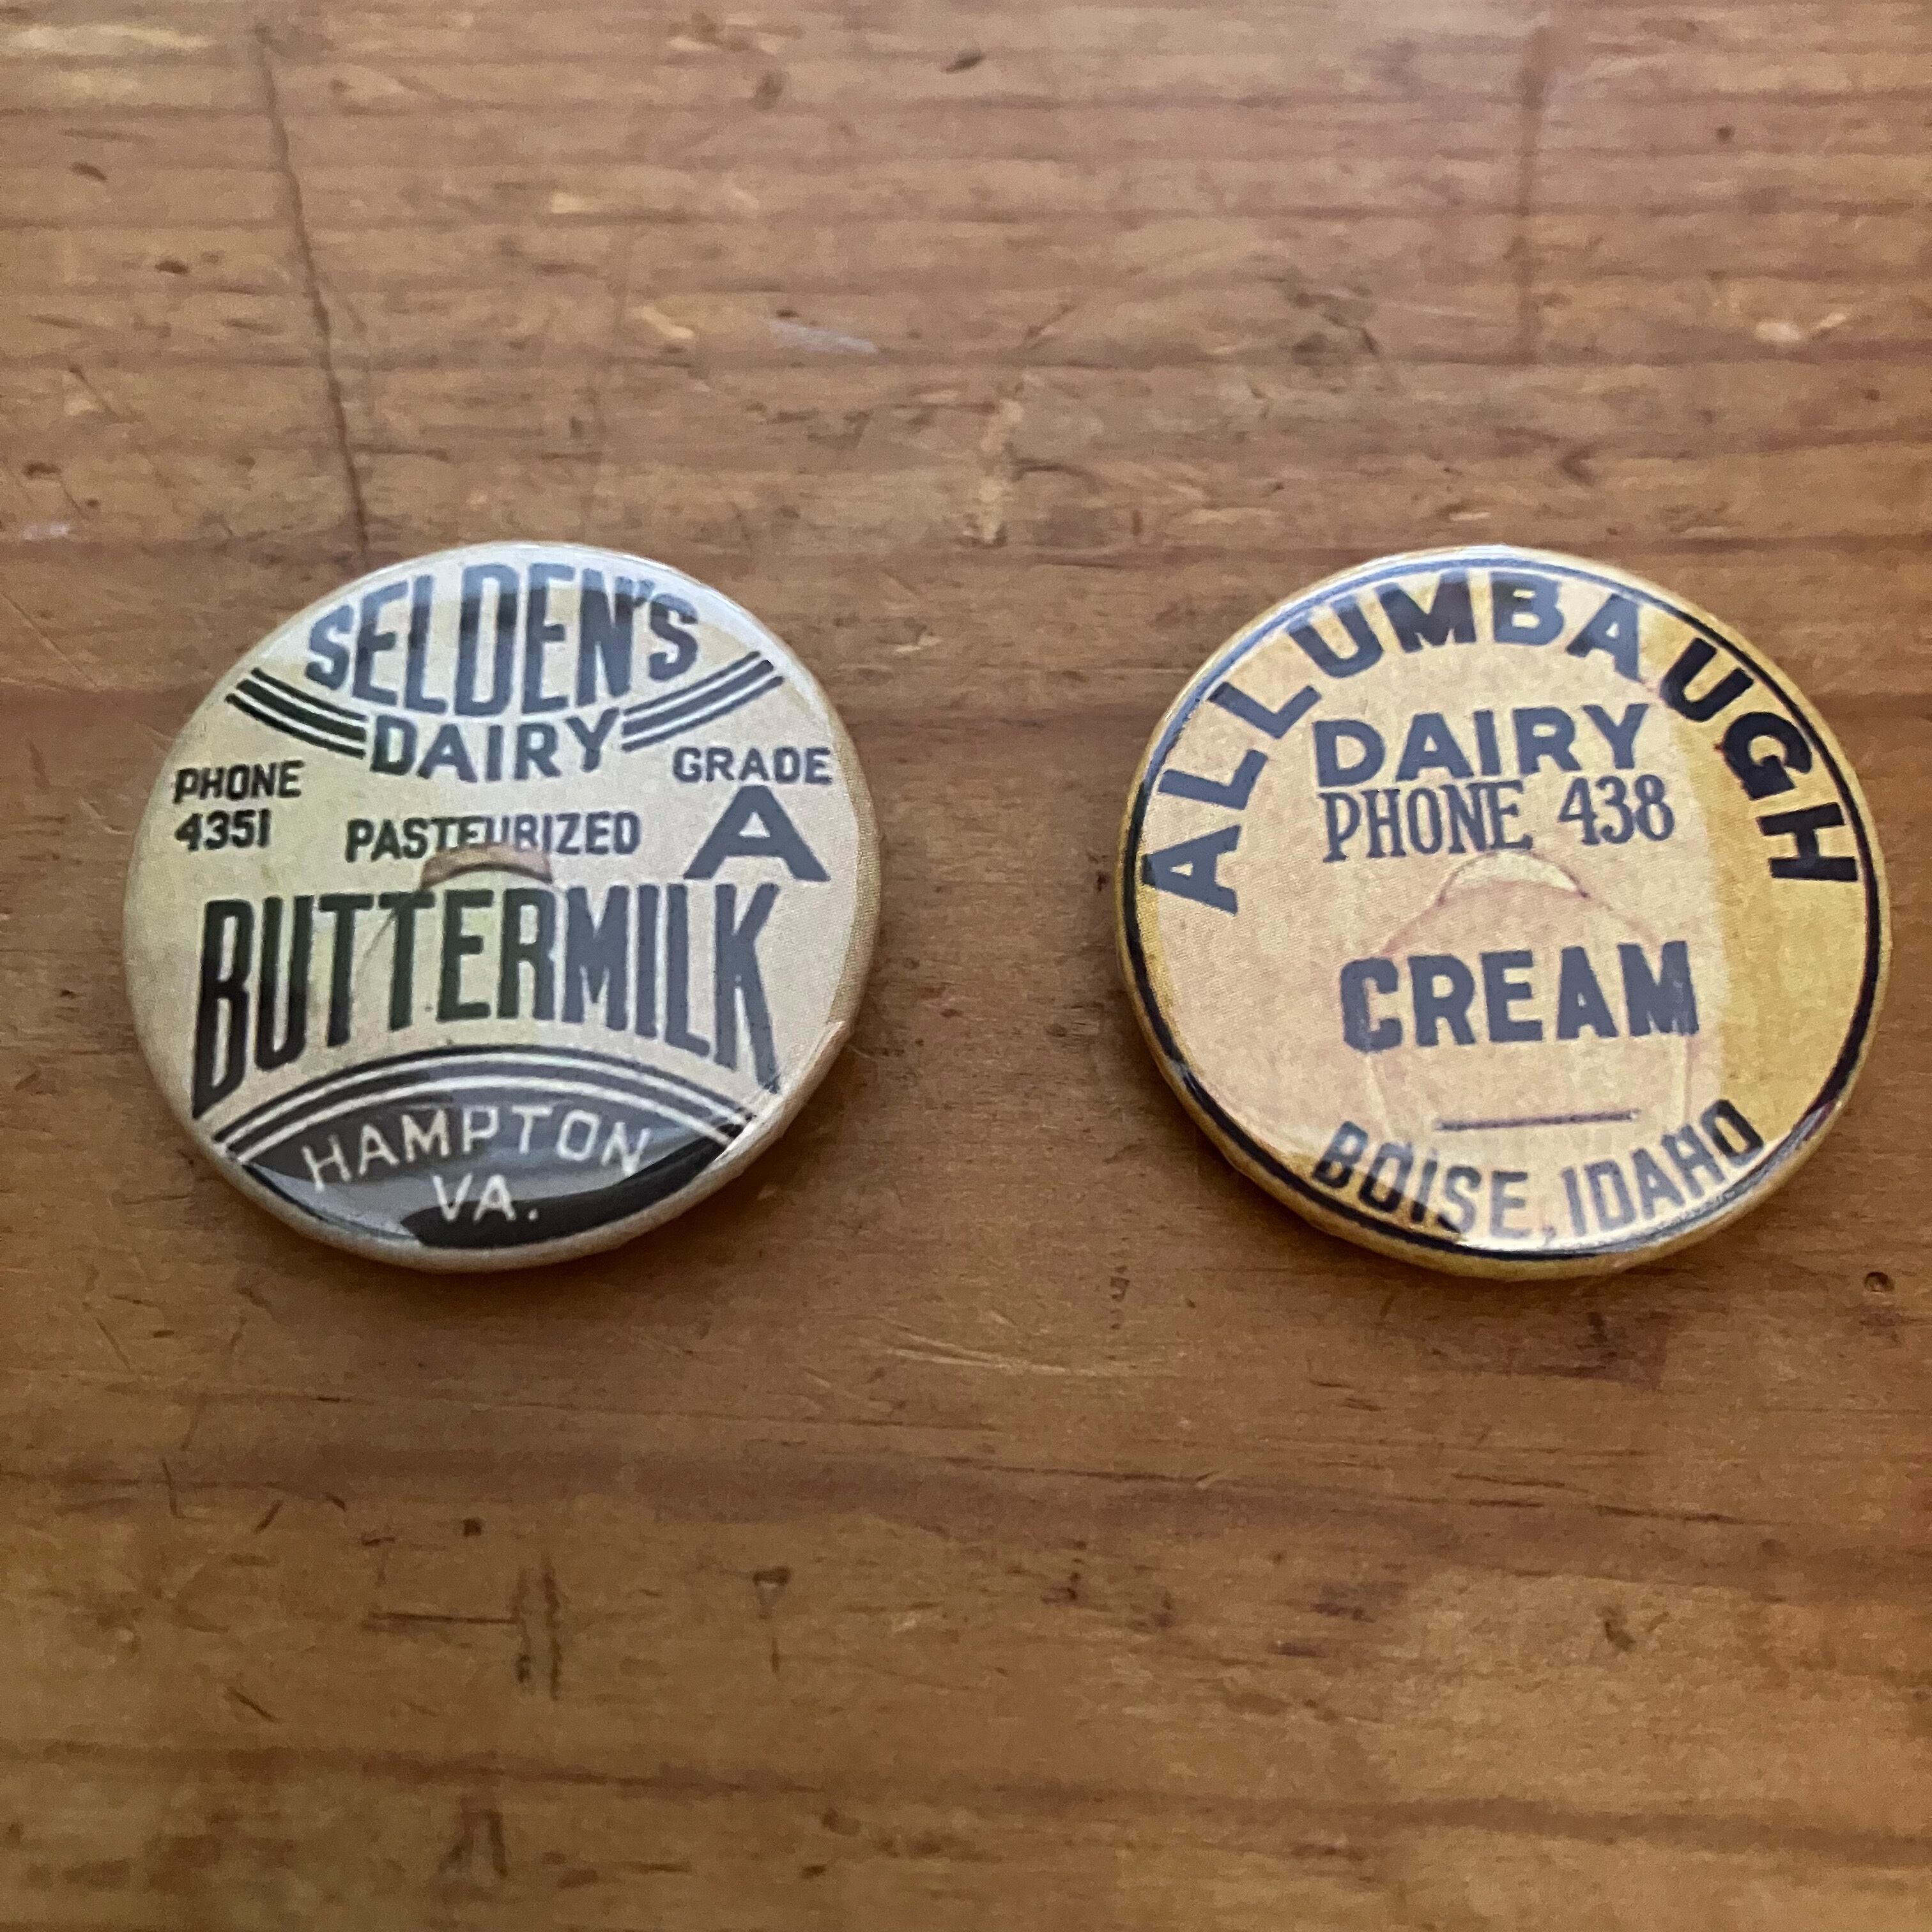 SELDEN'S
DAIRY
PHONE
4351
PASTEURIZED
GRADE
A
BUTTERMILK
HAMPTON
VA.
ALLUMBAUGH
DAIRY
PHONE 438
CREAM
BOISE, IDAHO